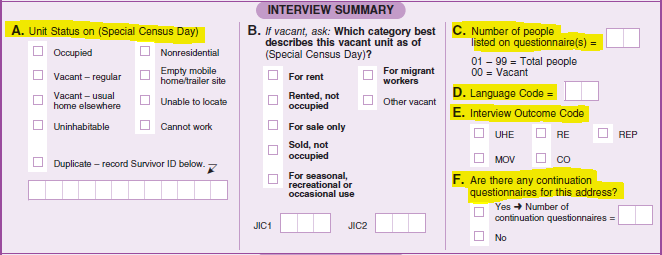 INTERVIEW SUMMARY
A. Unit Status on (Special Census Day)
Occupied
Nonresidential
Vacant – regular
Empty mobile
home/trailer site
Vacant – usual
home elsewhere
Unable to locate
Uninhabitable
Cannot work
Duplicate – record Survivor ID below.
B. If vacant, ask: Which category best
describes this vacant unit as of
(Special Census Day)?
For rent
For migrant
workers
Rented, not
occupied
Other vacant
For sale only
Sold, not
occupied
For seasonal,
recreational or
occasional use
JIC1
JIC2
C. Number of people
listed on questionnaire(s) =
01 – 99 = Total people
00 = Vacant
D. Language Code =
E. Interview Outcome Code
UHE
RE
REP
MOV
CO
F. Are there any continuation
questionnaires for this address?
Yes ➜ Number of
continuation questionnaires =
No